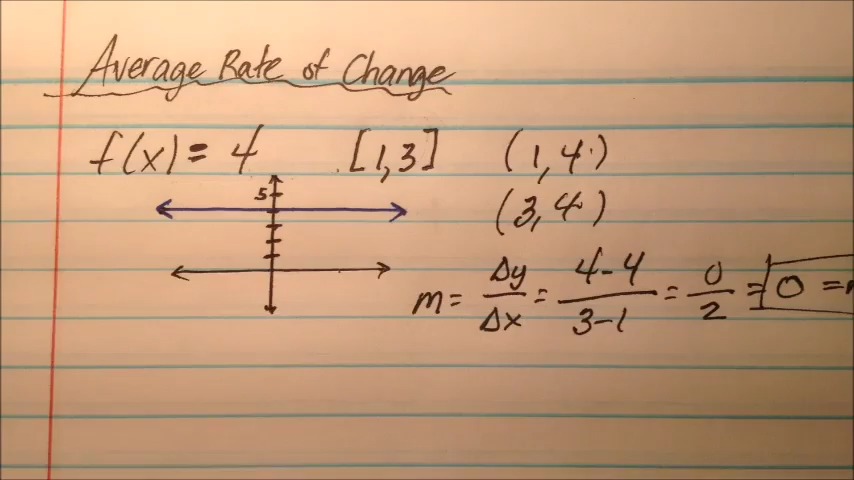 Average Rate of Change
f(x) = 4 [1,3] (1,4)
5
(3,4)
m = Δy/Δx = 4-4/3-1 = 0/2 = 0 = m